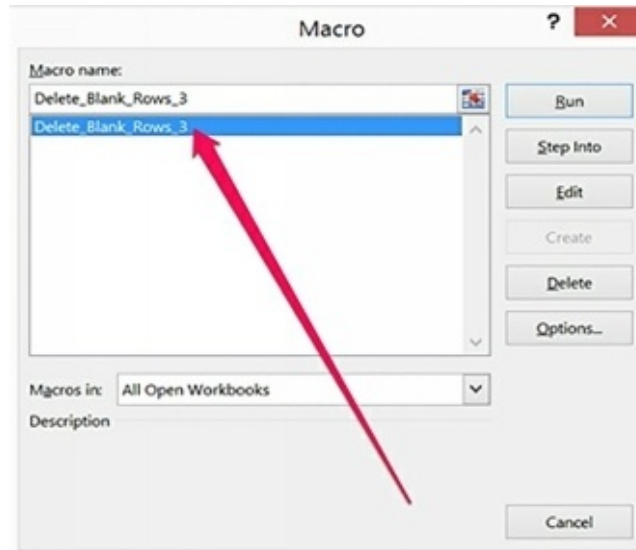 Macro
?
Macro name:
Delete_Blank_Rows_3
Delete_Blank_Rows_3
Run
Step Into
Edit
Create
Delete
Options...
Macros in: All Open Workbooks
Description
Cancel